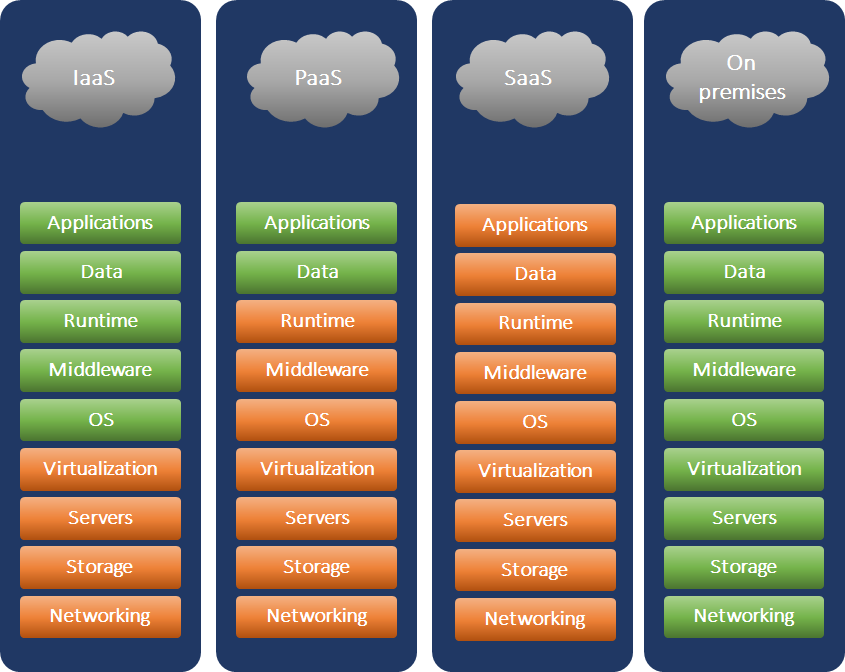 IaaS
Applications
Data
Runtime
Middleware
OS
Virtualization
Servers
Storage
Networking
PaaS
Applications
Data
Runtime
Middleware
OS
Virtualization
Servers
Storage
Networking
SaaS
Applications
Data
Runtime
Middleware
OS
Virtualization
Servers
Storage
Networking
On
premises
Applications
Data
Runtime
Middleware
OS
Virtualization
Servers
Storage
Networking